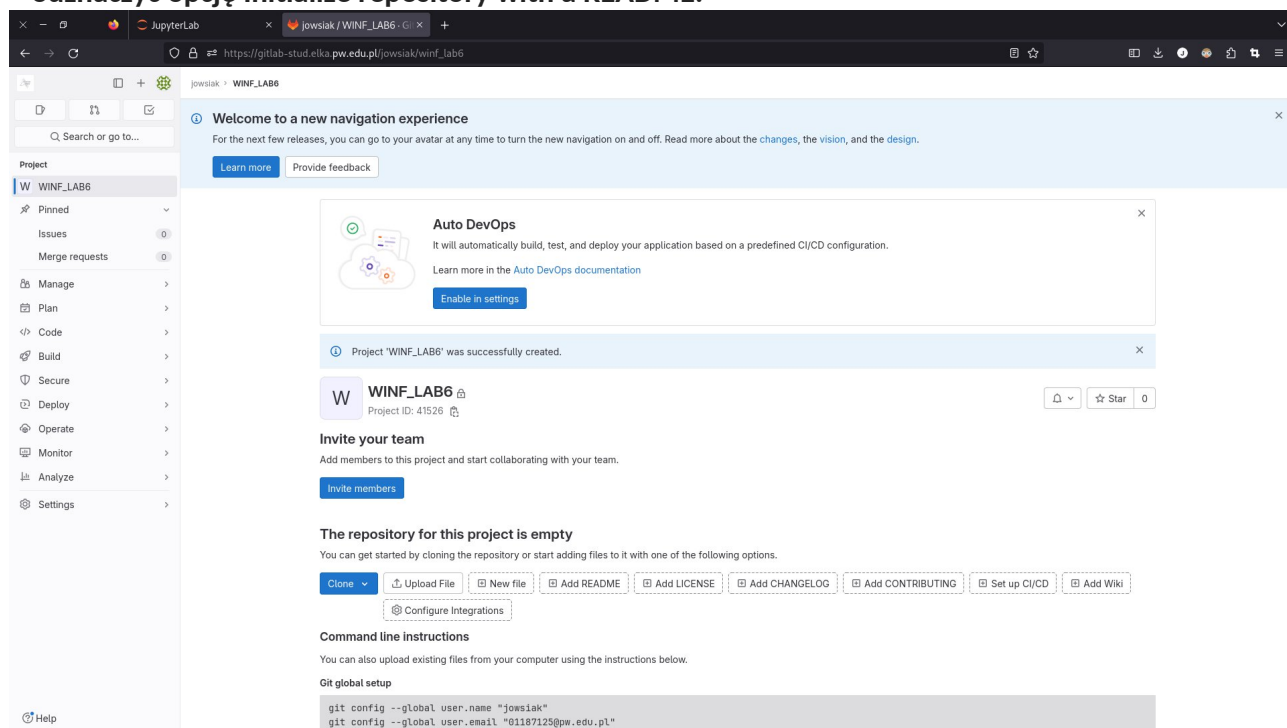 odznaczyć opcję Initialize repository with a README.
JupyterLab
jowsiak / WINF_LAB6 · Gi
https://gitlab-stud.elka.pw.edu.pl/jowsiak/winf_lab6
jowsiak > WINF_LAB6
Search or go to...
Project
W WINF_LAB6
Pinned
Issues 0
Merge requests 0
Manage
Plan
Code
Build
Secure
Deploy
Operate
Monitor
Analyze
Settings
Help
Welcome to a new navigation experience
For the next few releases, you can go to your avatar at any time to turn the new navigation on and off. Read more about the changes, the vision, and the design.
Learn more Provide feedback
Auto DevOps
It will automatically build, test, and deploy your application based on a predefined CI/CD configuration.
Learn more in the Auto DevOps documentation
Enable in settings
Project 'WINF_LAB6' was successfully created.
W WINF_LAB6
Project ID: 41526
Star 0
Invite your team
Add members to this project and start collaborating with your team.
Invite members
The repository for this project is empty
You can get started by cloning the repository or start adding files to it with one of the following options.
Clone Upload File New file Add README Add LICENSE Add CHANGELOG Add CONTRIBUTING Set up CI/CD Add Wiki
Configure Integrations
Command line instructions
You can also upload existing files from your computer using the instructions below.
Git global setup
git config --global user.name "jowsiak"
git config --global user.email "01187125@pw.edu.pl"